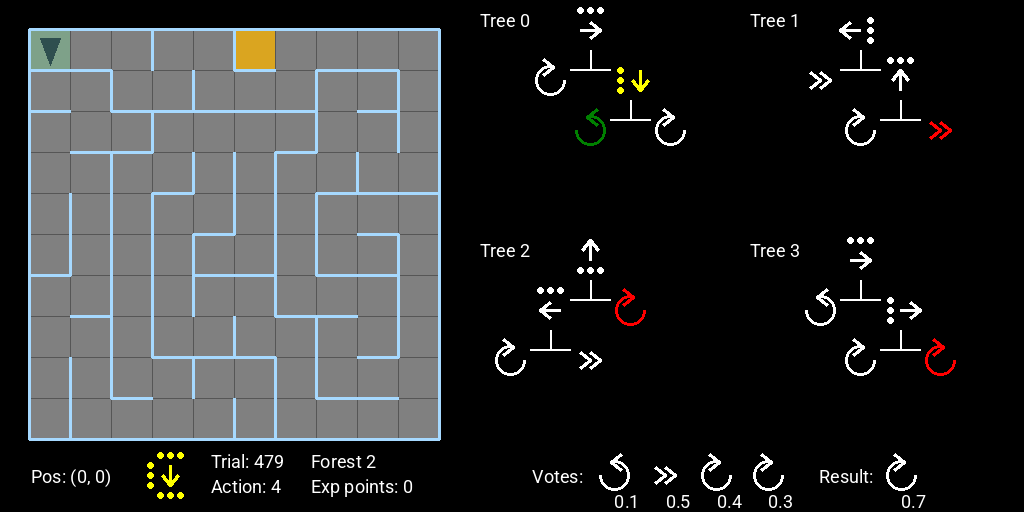 Tree 0
Tree 1
Tree 2
Tree 3
Pos: (0, 0)
Trial: 479
Forest 2
Action: 4
Exp points: 0
Votes:
0.1
0.5
0.4
0.3
Result:
0.7